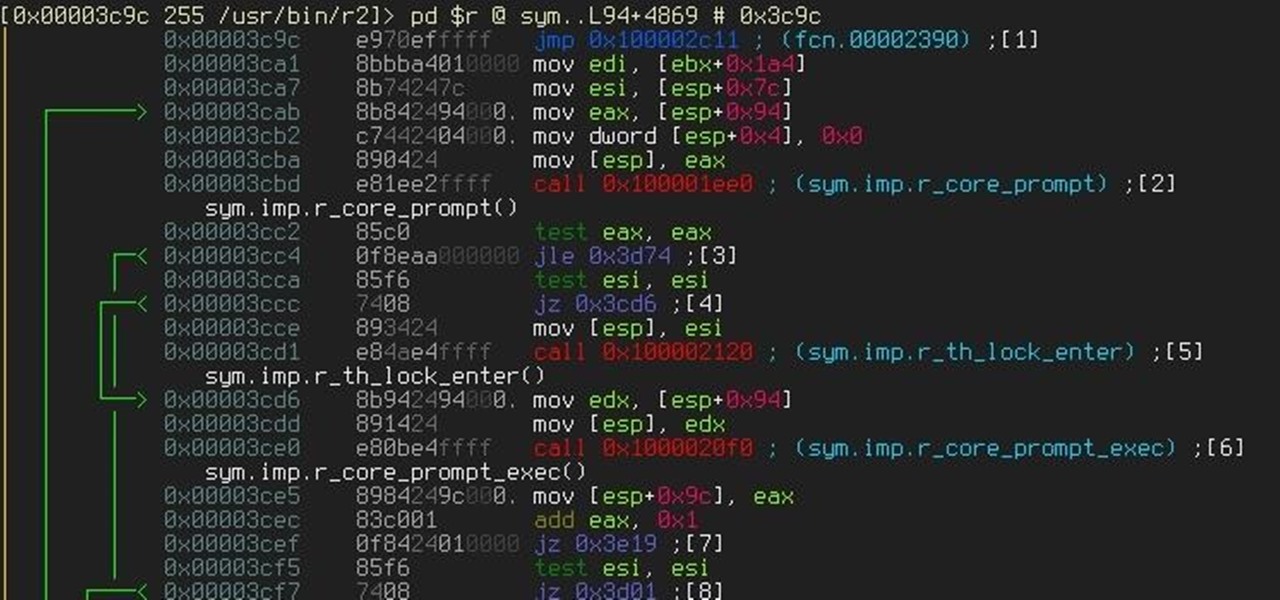 [0x00003c9c 255 /usr/bin/r2]> pd $r @ sym..L94+4869 # 0x3c9c
0x00003c9c e970efffff jmp 0x100002c11 ; (fcn.00002390) ;[1]
0x00003ca1 8bbba4010000 mov edi, [ebx+0x1a4]
0x00003ca7 8b74247c mov esi, [esp+0x7c]
0x00003cab 8b842494000. mov eax, [esp+0x94]
0x00003cb2 c7442404000. mov dword [esp+0x4], 0x0
0x00003cba 890424 mov [esp], eax
0x00003cbd e81ee2ffff call 0x100001ee0 ; (sym.imp.r_core_prompt) ;[2]
sym.imp.r_core_prompt()
0x00003cc2 85c0 test eax, eax
0x00003cc4 0f8eaa000000 jle 0x3d74 ;[3]
0x00003cca 85f6 test esi, esi
0x00003ccc 7408 jz 0x3cd6 ;[4]
0x00003cce 893424 mov [esp], esi
0x00003cd1 e84ae4ffff call 0x100002120 ; (sym.imp.r_th_lock_enter) ;[5]
sym.imp.r_th_lock_enter()
0x00003cd6 8b942494000. mov edx, [esp+0x94]
0x00003cdd 891424 mov [esp], edx
0x00003ce0 e80be4ffff call 0x1000020f0 ; (sym.imp.r_core_prompt_exec) ;[6]
sym.imp.r_core_prompt_exec()
0x00003ce5 8984249c000. mov [esp+0x9c], eax
0x00003cec 83c001 add eax, 0x1
0x00003cef 0f8424010000 jz 0x3e19 ;[7]
0x00003cf5 85f6 test esi, esi
0x00003cf7 7408 jz 0x3d01 ;[8]